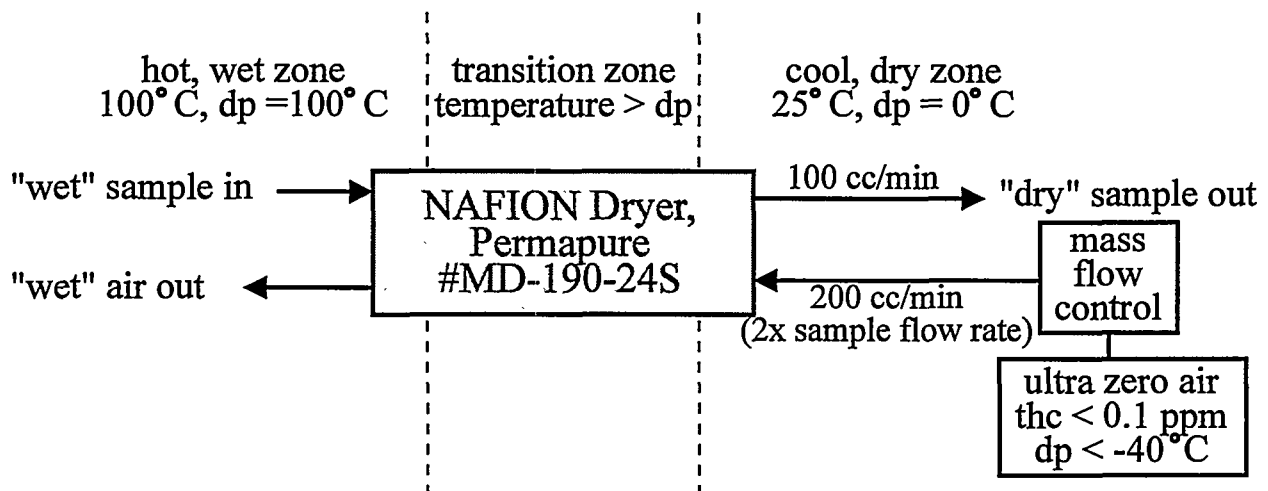 hot, wet zone
100°C, dp =100°C
transition zone
temperature > dp
cool, dry zone
25°C, dp = 0°C
"wet" sample in
"wet" air out
NAFION Dryer,
Permapure
#MD-190-24S
100 cc/min
"dry" sample out
200 cc/min
(2x sample flow rate)
mass
flow
control
ultra zero air
thc < 0.1 ppm
dp < -40°C